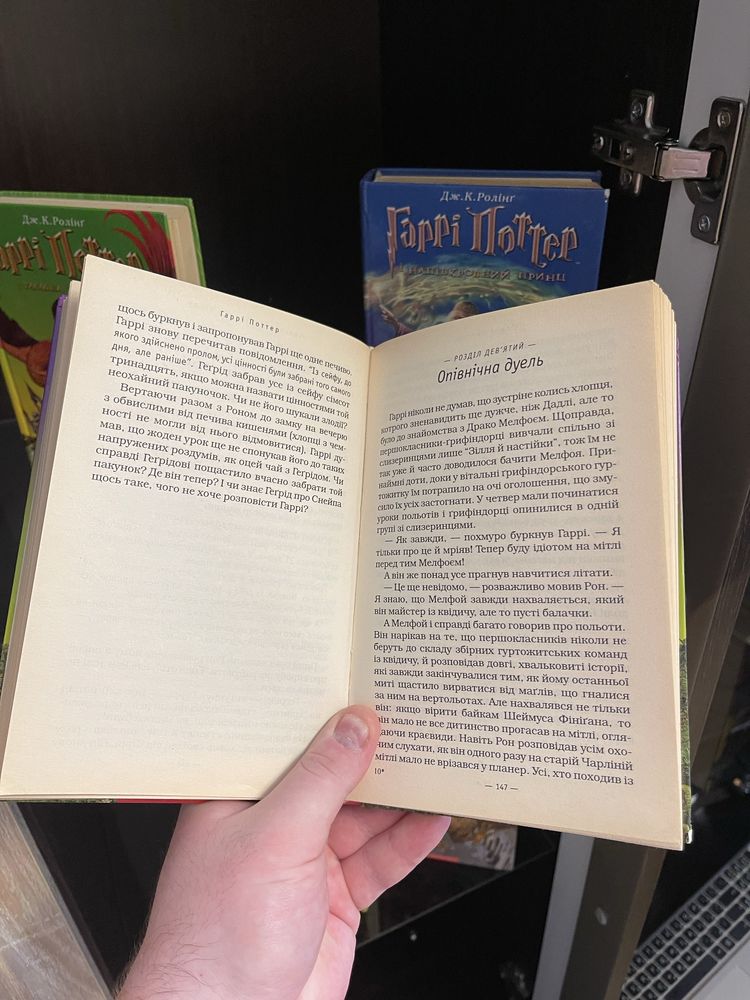 Дж.К.Ролінґ
Гаррі Поттер
Дж.К.Ролінґ
Гаррі Поттер
і напівкровний принц
Гаррі Поттер
щось буркнув і запропонував Гаррі ще одне печиво.
Гаррі знову перечитав повідомлення. "Із сейфу, до
якого здійснено пролом, усі цінності були забрані того самого
дня, але раніше". Геґрід забрав усе із сейфу сімсот
тринадцять, якщо можна назвати цінностями той
неохайний пакуночок. Чи не його шукали злодії?
Вертаючи разом з Роном до замку на вечерю
з обвислими від печива кишенями (хлопці з чем-
ності не могли від нього відмовитися). Гаррі ду-
мав, що жоден урок ще не спонукав його до таких
напружених роздумів, як оцей чай з Геґрідом. Чи
справді Геґрідові пощастило вчасно забрати той
пакунок? Де він тепер? І чи знає Геґрід про Снейпа
щось таке, чого не хоче розповісти Гаррі?
— РОЗДІЛ ДЕВ'ЯТИЙ —
Опівнічна дуель
Гаррі ніколи не думав, що зустріне колись хлопця,
котрого зненавидить ще дужче, ніж Дадлі, але то
було до знайомства з Драко Мелфоєм. Щоправда,
першокласники-ґрифіндорці вивчали спільно зі
слизеринцями лише "Зілля й настійки", тож їм не
так уже й часто доводилося бачити Мелфоя. При-
наймні доти, доки у вітальні ґрифіндорського гур-
тожитку їм потрапило на очі оголошення, що зму-
сило їх усіх застогнати. У четвер мали початися
уроки польотів і ґрифіндорці опинилися в одній
групі зі слизеринцями.
— Як завжди, — похмуро буркнув Гаррі. — Я
тільки про це й мріяв! Тепер буду ідіотом на мітлі
перед тим Мелфоєм!
А він же понад усе прагнув навчитися літати.
— Це ще невідомо, — розважливо мовив Рон. —
Я знаю, що Мелфой завжди нахваляється, який
він майстер із квідичу, але то пусті балачки.
А Мелфой і справді багато говорив про польоти.
Він нарікав на те, що першокласників ніколи не
беруть до складу збірних гуртожитських команд
із квідичу, й розповідав довгі, хвальковиті історії,
які завжди закінчувалися тим, як йому останньої
миті щастило вирватися від маґлів, що гналися
за ним на вертольотах. Але нахвалявся не тільки
він: якщо вірити байкам Шеймуса Фініґана, то
він мало не все дитинство прогасав на мітлі, огля-
даючи краєвиди. Навіть Рон розповідав усім охо-
чим слухати, як він одного разу на старій Чарліній
мітлі мало не врізався у планер. Усі, хто походив із
10*
— 147 —